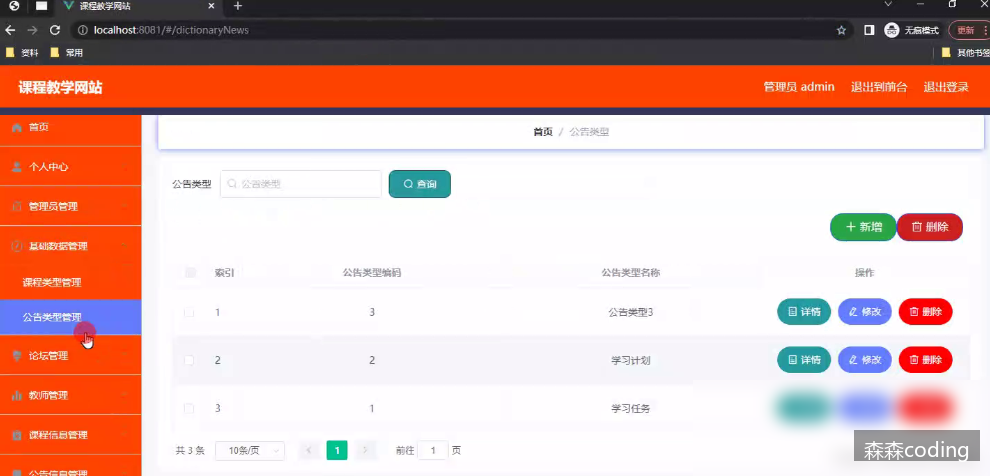 课程教学网站
localhost:8081/#/dictionaryNews
无痕模式
更新
资料
常用
其他书签
课程教学网站
管理员 admin
退出到前台
退出登录
首页
个人中心
管理员管理
基础数据管理
课程类型管理
公告类型管理
论坛管理
教师管理
课程信息管理
公告信息管理
首页 / 公告类型
公告类型
公告类型
查询
新增
删除
索引 公告类型编码 公告类型名称 操作
1 3 公告类型3 详情 修改 删除
2 2 学习计划 详情 修改 删除
3 1 学习任务
共 3 条 10条/页 1 前往 1 页
森森coding